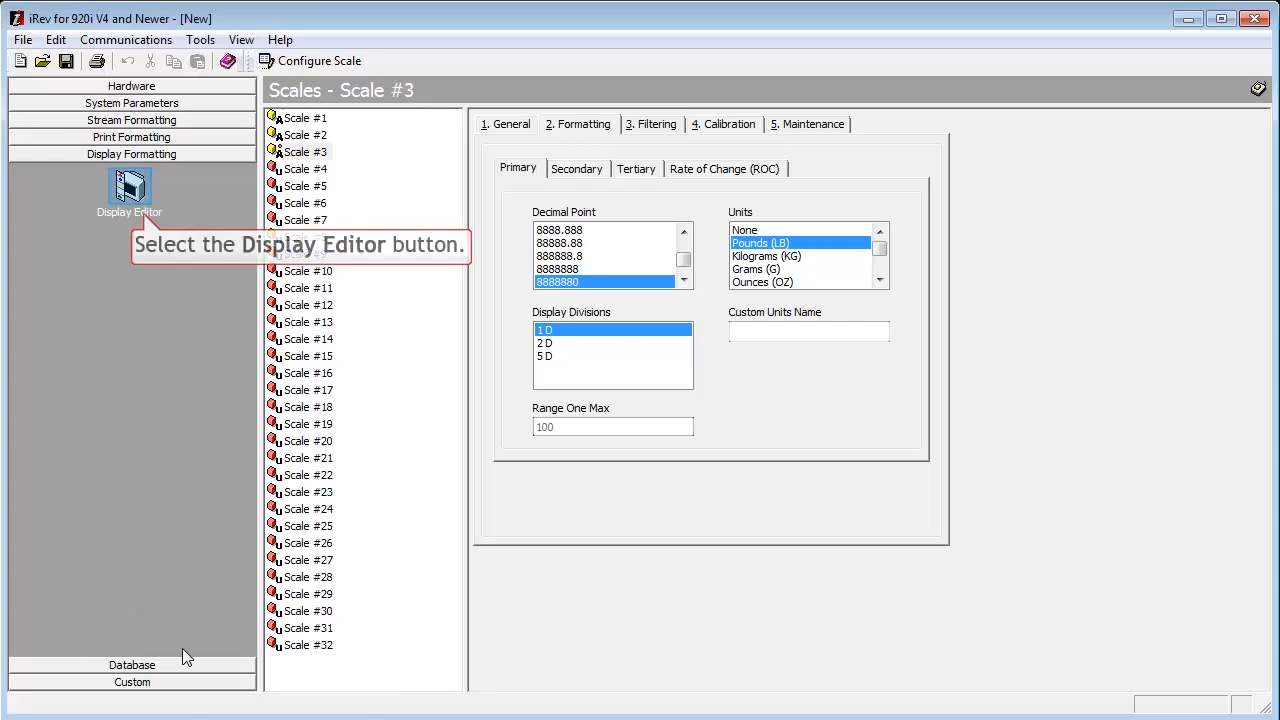 iRev for 920i V4 and Newer - [New]
File Edit Communications Tools View Help
Configure Scale
Hardware
System Parameters
Stream Formatting
Print Formatting
Display Formatting
Display Editor
Select the Display Editor button.
Database
Custom
Scales - Scale #3
Scale #1
Scale #2
Scale #3
Scale #4
Scale #5
Scale #6
Scale #7
Scale #10
Scale #11
Scale #12
Scale #13
Scale #14
Scale #15
Scale #16
Scale #17
Scale #18
Scale #19
Scale #20
Scale #21
Scale #22
Scale #23
Scale #24
Scale #25
Scale #26
Scale #27
Scale #28
Scale #29
Scale #30
Scale #31
Scale #32
1. General 2. Formatting 3. Filtering 4. Calibration 5. Maintenance
Primary Secondary Tertiary Rate of Change (ROC)
Decimal Point
8888.888
88888.88
888888.8
8888888
8888880
Display Divisions
1 D
2 D
5 D
Range One Max
100
Units
None
Pounds (LB)
Kilograms (KG)
Grams (G)
Ounces (OZ)
Custom Units Name